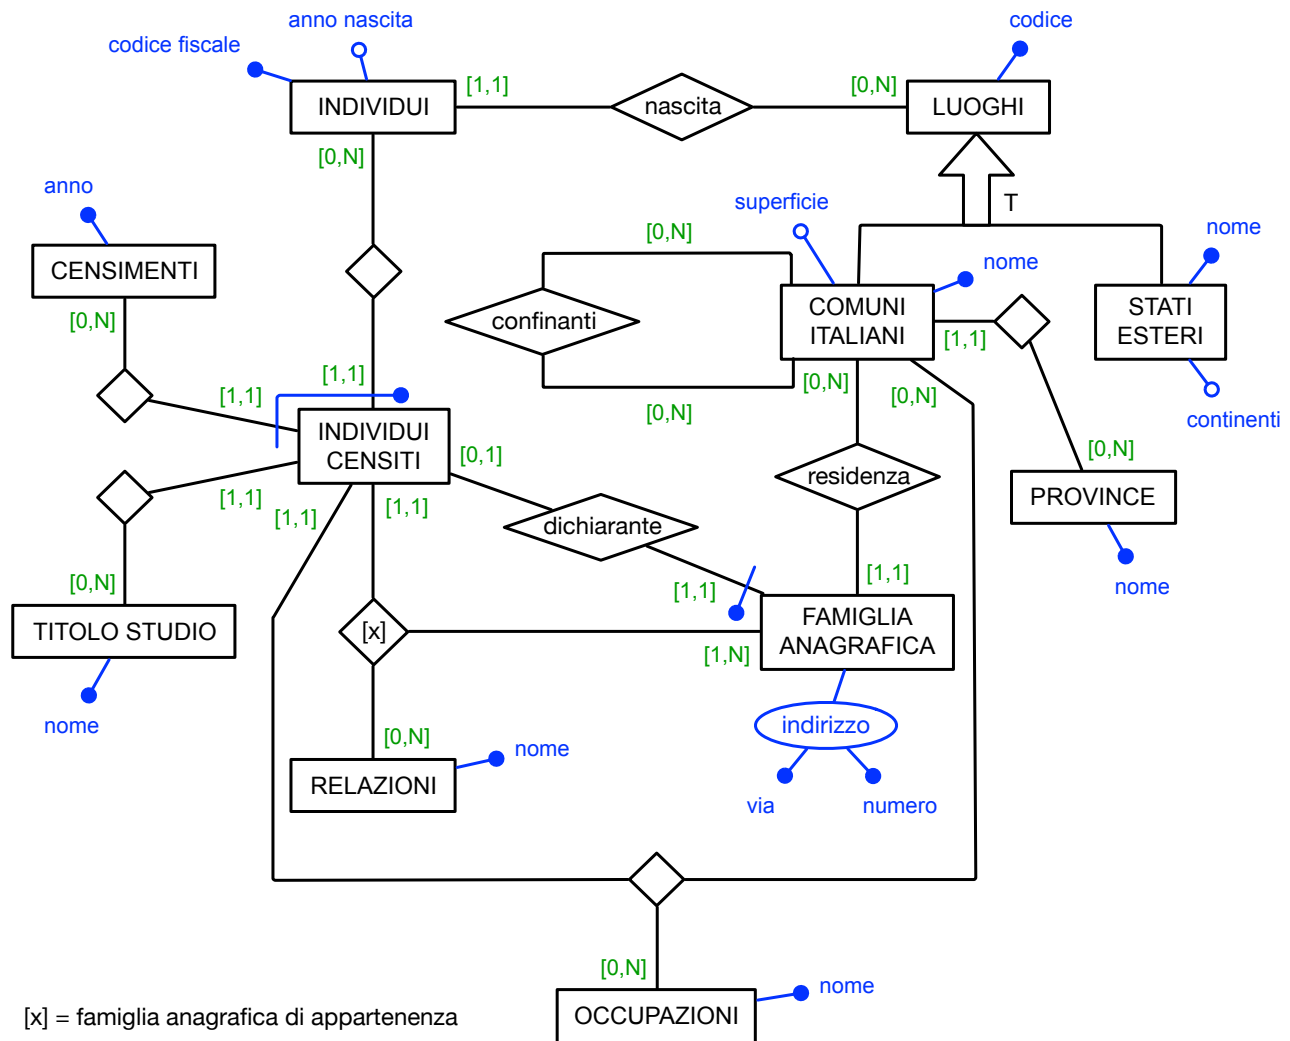 anno nascita
codice
codice fiscale
[1,1]
[0,N]
INDIVIDUI
nascita
LUOGHI
[0,N]
anno
T
superficie
nome
[0,N]
nome
CENSIMENTI
[0,N]
confinanti
COMUNI
ITALIANI
[1,1]
STATI
ESTERI
[1,1]
[1,1]
[0,N]
[0,N]
[0,N]
continenti
INDIVIDUI
CENSITI
[0,1]
[0,N]
residenza
PROVINCE
[1,1]
[1,1]
[1,1]
dichiarante
[0,N]
[1,1]
[1,1]
nome
TITOLO STUDIO
[x]
FAMIGLIA
ANAGRAFICA
[1,N]
nome
indirizzo
[0,N]
nome
RELAZIONI
via
numero
[0,N]
nome
OCCUPAZIONI
[x] = famiglia anagrafica di appartenenza